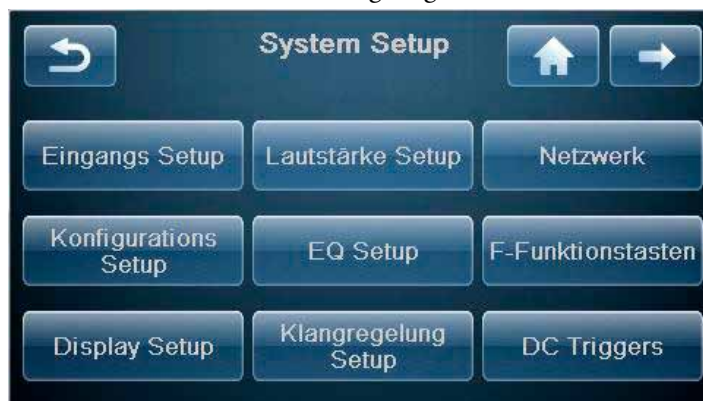 System Setup
Eingangs Setup
Lautstärke Setup
Netzwerk
Konfigurations
Setup
EQ Setup
F-Funktionstasten
Display Setup
Klangregelung
Setup
DC Triggers